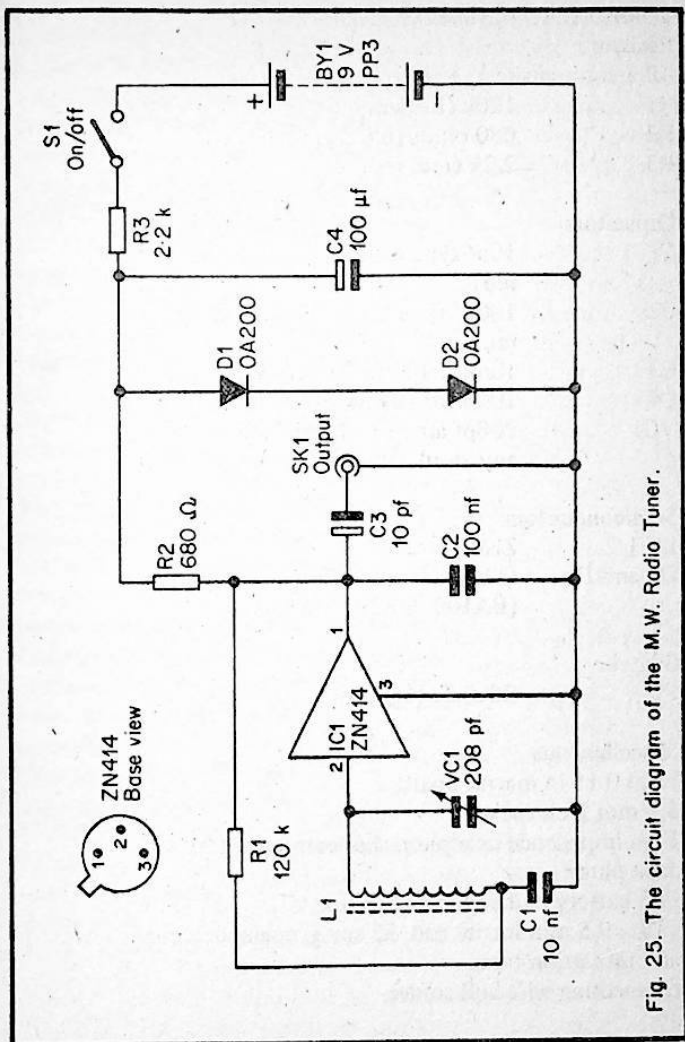 ZN414
Base view
1
2
3
R1
120 k
R2
680 Ω
R3
2·2 k
S1
On/off
BY1
9 V
PP3
+
−
L1
C1
10 nf
VC1
208 pf
IC1
ZN414
2
1
3
C2
100 nf
C3
10 pf
SK1
Output
D1
0A200
D2
0A200
C4
100 µf
Fig. 25. The circuit diagram of the M.W. Radio Tuner.